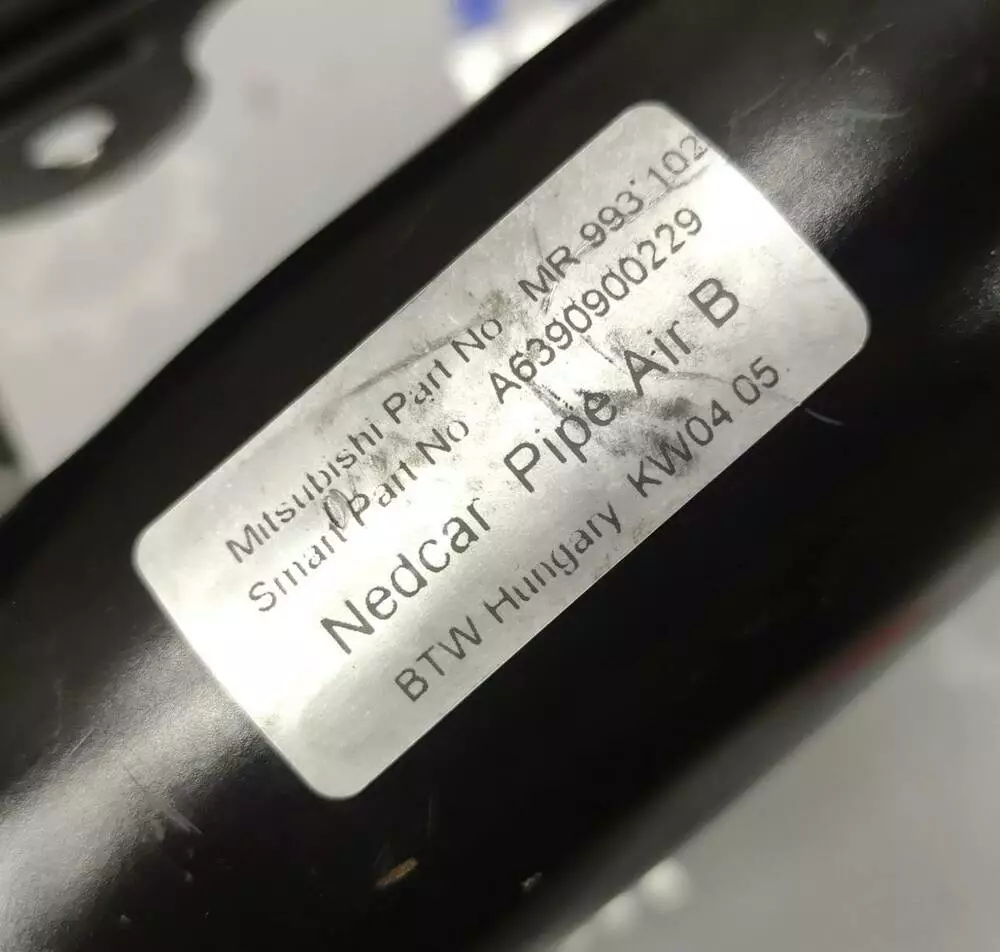 Mitsubishi Part No MR 993 102
Smart Part No A6390900229
Nedcar Pipe Air B
BTW Hungary KW04 05